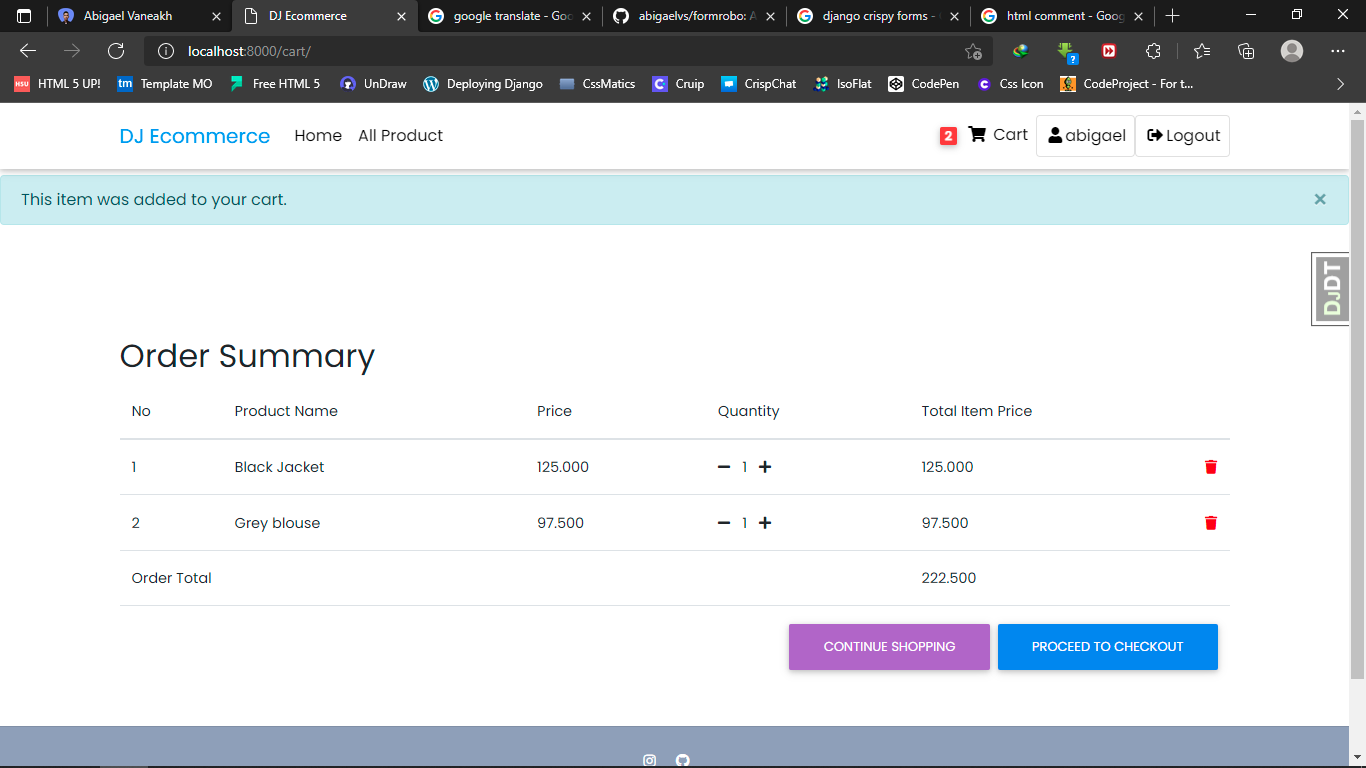 Abigael Vaneakh
DJ Ecommerce
google translate - Goo
abigaelvs/formrobo: A
django crispy forms -
html comment - Goog
localhost:8000/cart/
HTML 5 UP!
tm Template MO
Free HTML 5
UnDraw
Deploying Django
CssMatics
Cruip
CrispChat
IsoFlat
CodePen
Css Icon
CodeProject - For t...
DJ Ecommerce Home All Product 2 Cart abigael Logout
This item was added to your cart. ×
DJDT
Order Summary
No Product Name Price Quantity Total Item Price
1 Black Jacket 125.000 1 125.000
2 Grey blouse 97.500 1 97.500
Order Total 222.500
CONTINUE SHOPPING PROCEED TO CHECKOUT